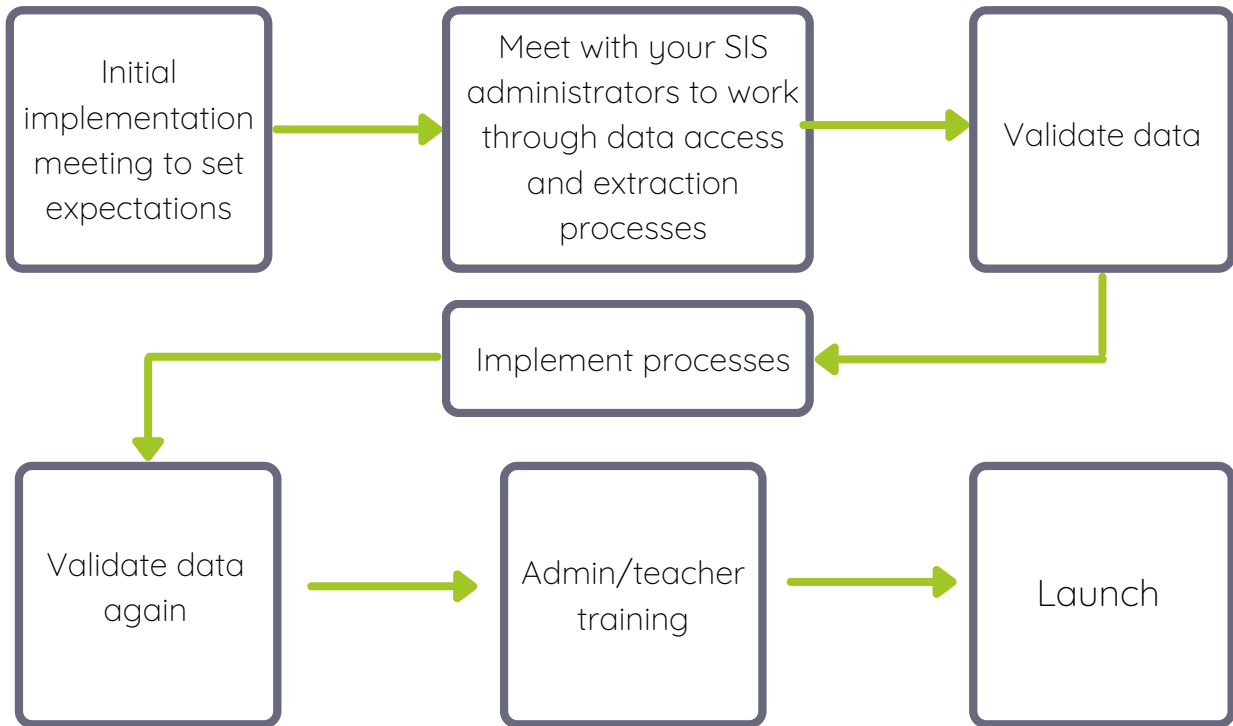 Initial
implementation
meeting to set
expectations
Meet with your SIS
administrators to work
through data access
and extraction
processes
Validate data
Implement processes
Validate data
again
Admin/teacher
training
Launch